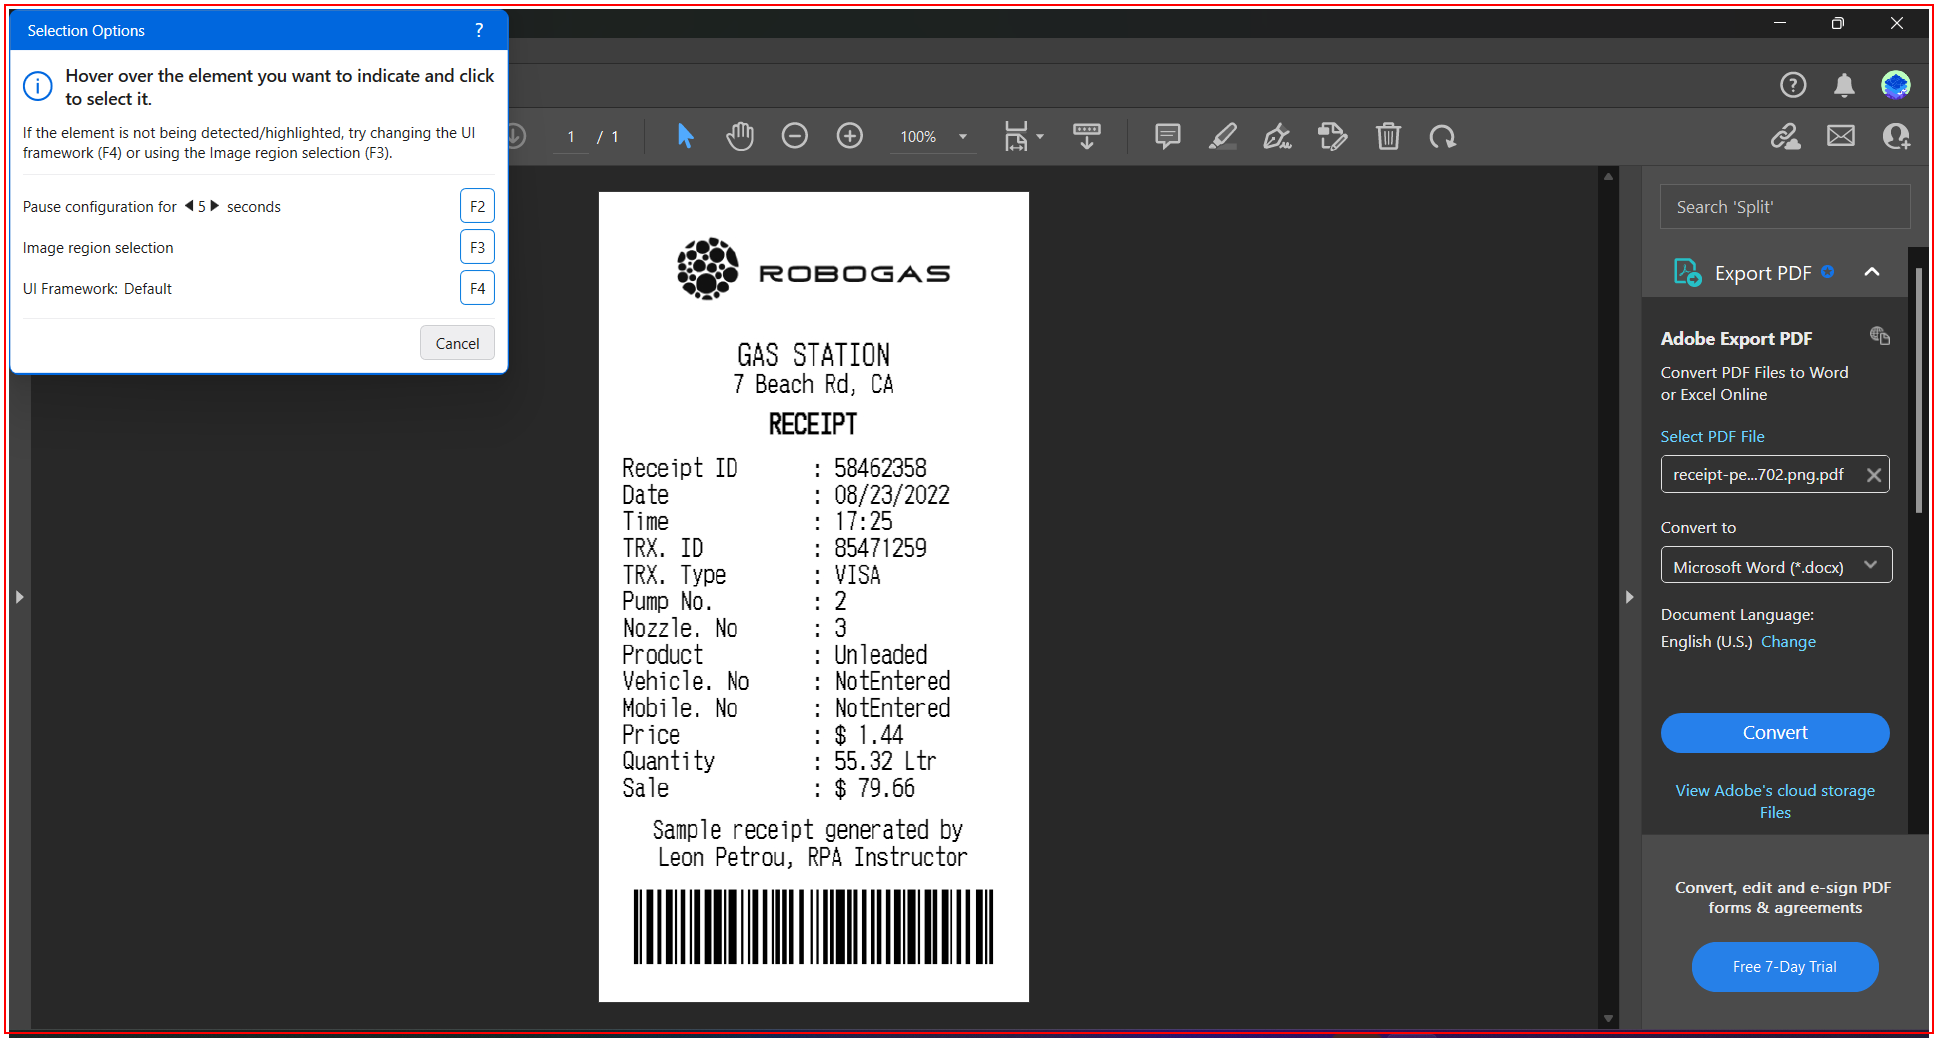 Selection Options
?
Hover over the element you want to indicate and click
to select it.
If the element is not being detected/highlighted, try changing the UI
framework (F4) or using the Image region selection (F3).
Pause configuration for 5 seconds
F2
Image region selection
F3
UI Framework: Default
F4
Cancel
1 / 1
100%
ROBOGAS
GAS STATION
7 Beach Rd, CA
RECEIPT
Receipt ID : 58462358
Date : 08/23/2022
Time : 17:25
TRX. ID : 85471259
TRX. Type : VISA
Pump No. : 2
Nozzle. No : 3
Product : Unleaded
Vehicle. No : NotEntered
Mobile. No : NotEntered
Price : $ 1.44
Quantity : 55.32 Ltr
Sale : $ 79.66
Sample receipt generated by
Leon Petrou, RPA Instructor
Search 'Split'
Export PDF
Adobe Export PDF
Convert PDF Files to Word
or Excel Online
Select PDF File
receipt-pe...702.png.pdf
Convert to
Microsoft Word (*.docx)
Document Language:
English (U.S.) Change
Convert
View Adobe's cloud storage
Files
Convert, edit and e-sign PDF
forms & agreements
Free 7-Day Trial